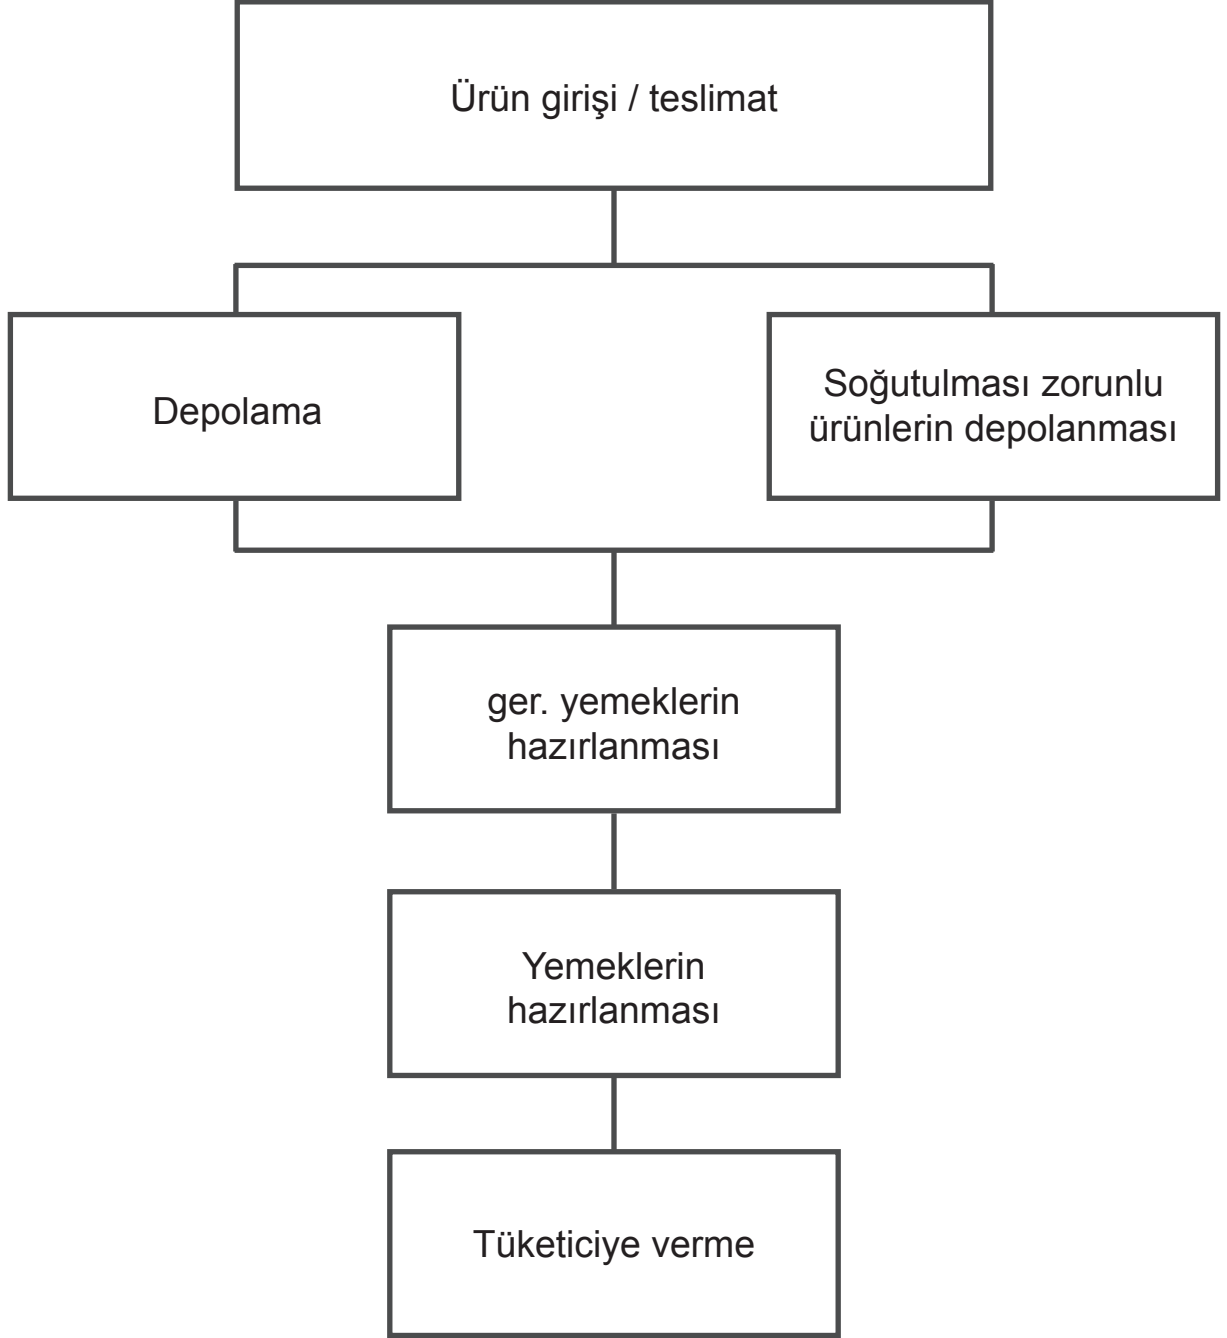 Ürün girişi / teslimat
Depolama
Soğutulması zorunlu
ürünlerin depolanması
ger. yemeklerin
hazırlanması
Yemeklerin
hazırlanması
Tüketiciye verme